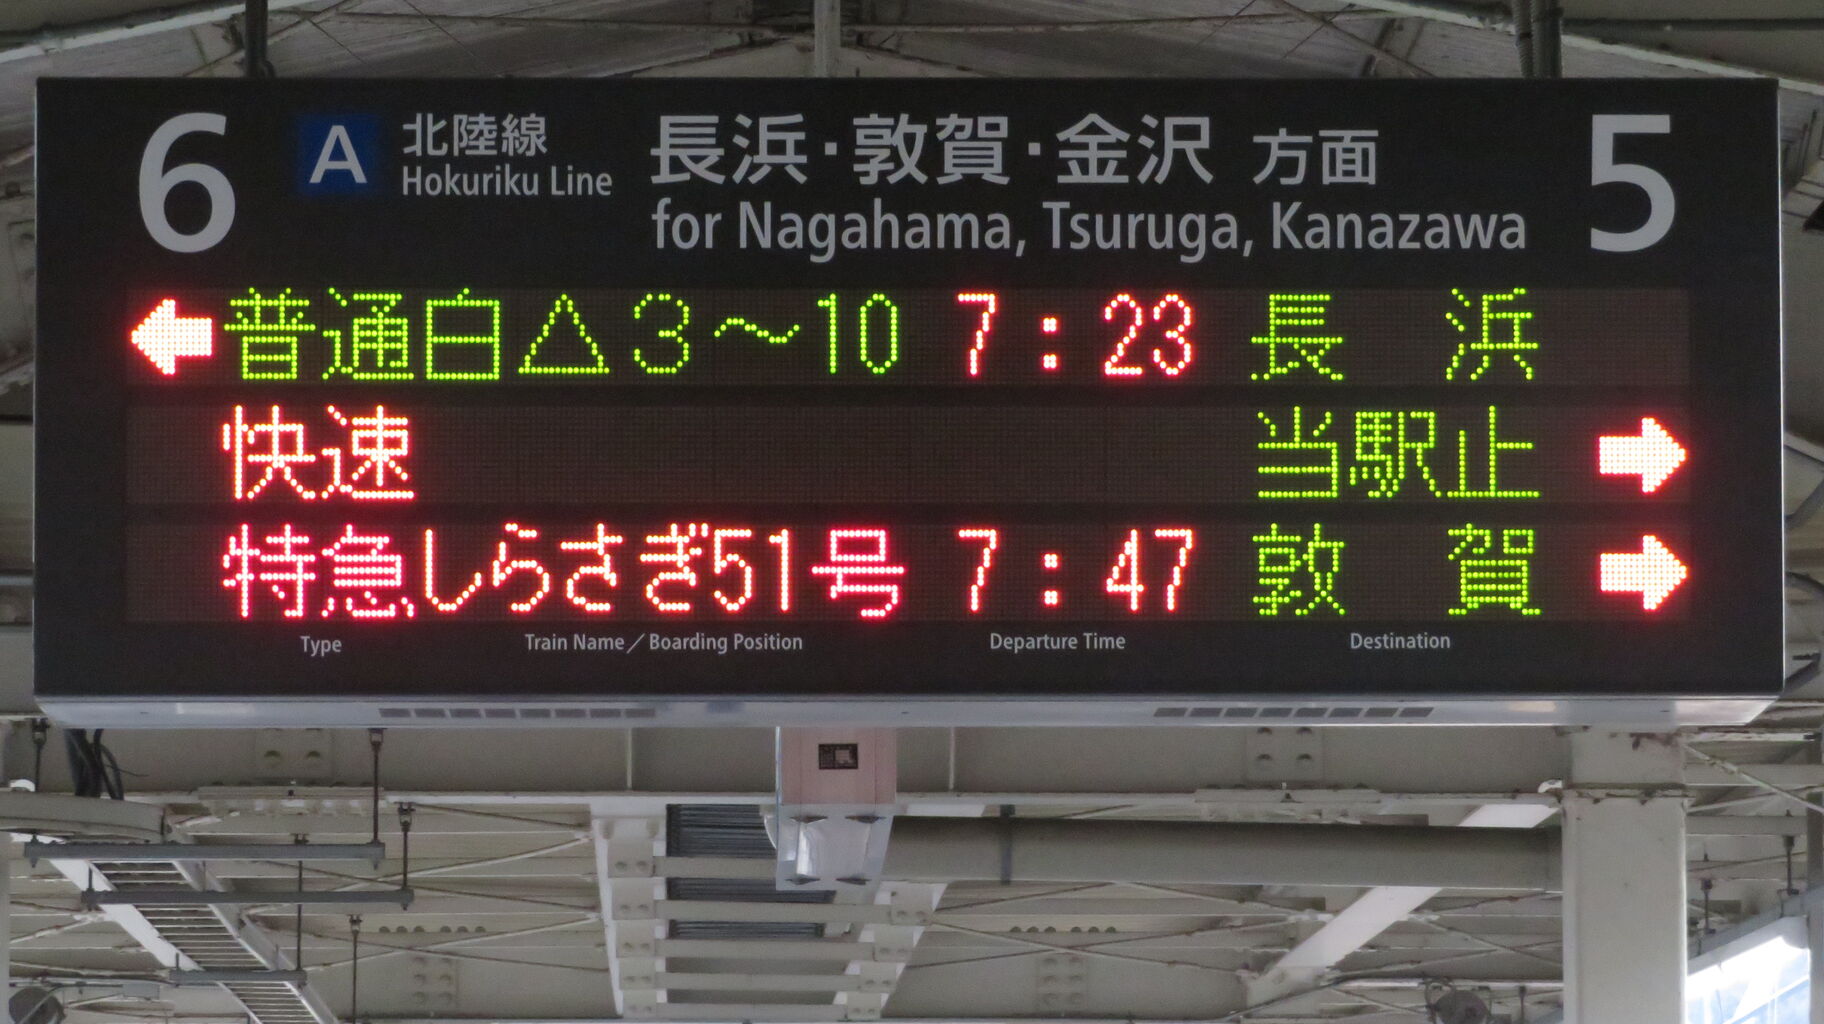 6 A 北陸線 長浜・敦賀・金沢 方面 5
Hokuriku Line for Nagahama, Tsuruga, Kanazawa
普通白△3～10 7:23 長 浜
快速 当駅止
特急しらさぎ51号 7:47 敦 賀
Type Train Name／Boarding Position Departure Time Destination